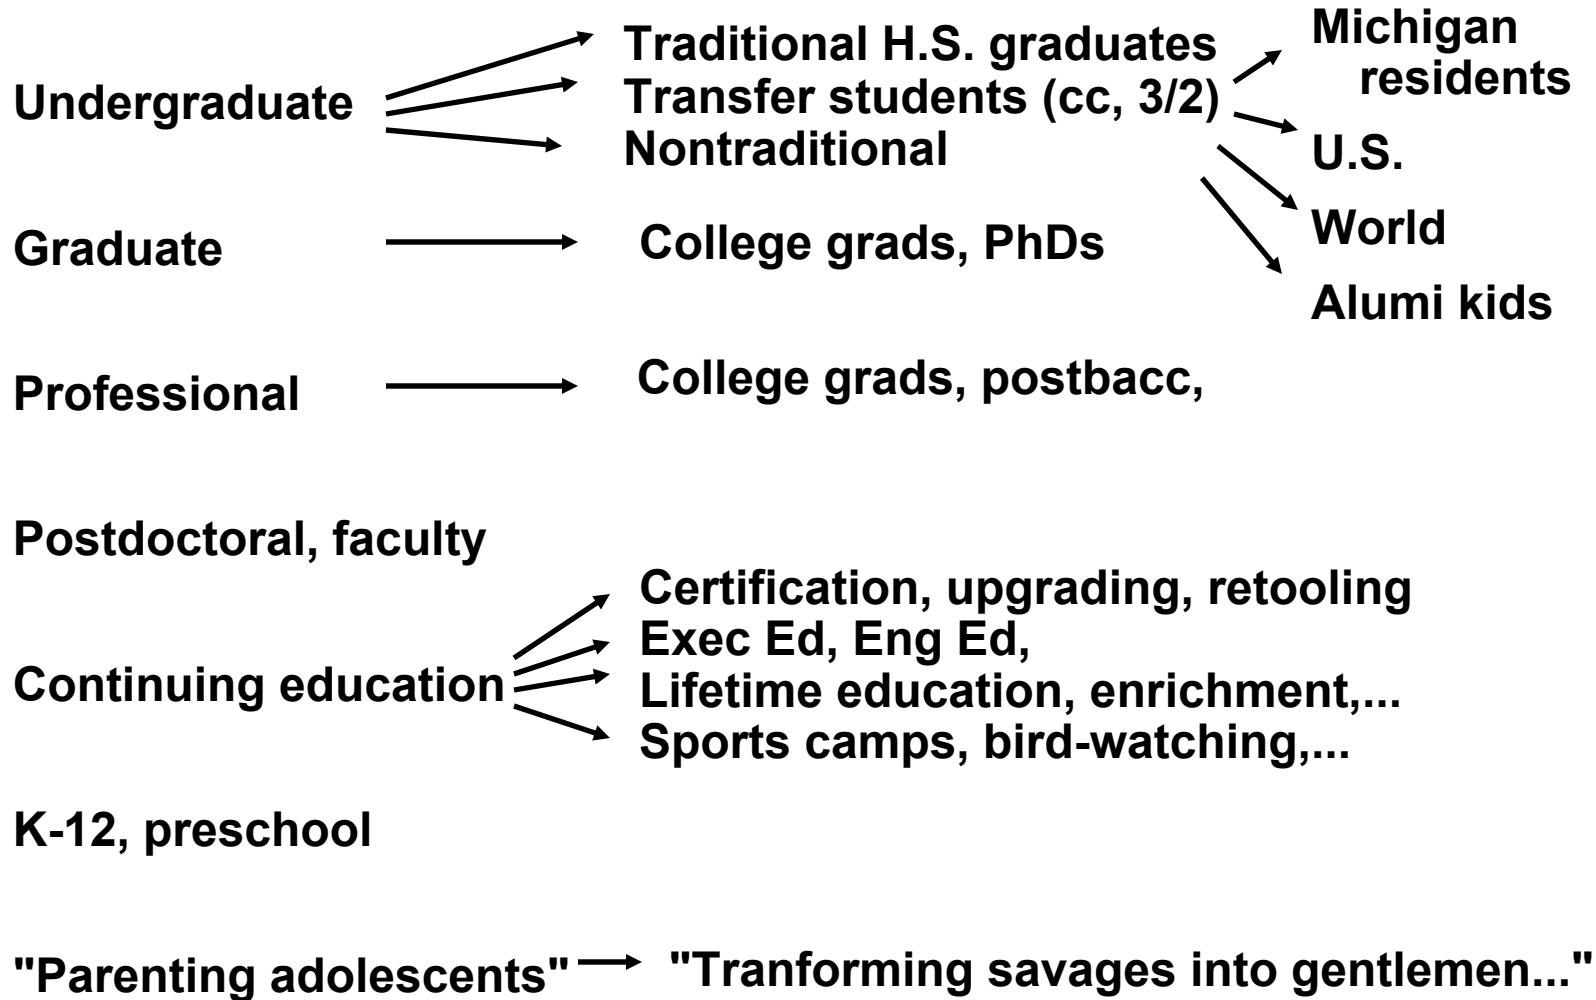 Undergraduate
Traditional H.S. graduates
Transfer students (cc, 3/2)
Nontraditional
Michigan
residents
U.S.
World
Alumi kids
Graduate
College grads, PhDs
Professional
College grads, postbacc,
Postdoctoral, faculty
Continuing education
Certification, upgrading, retooling
Exec Ed, Eng Ed,
Lifetime education, enrichment,...
Sports camps, bird-watching,...
K-12, preschool
"Parenting adolescents"
"Tranforming savages into gentlemen..."